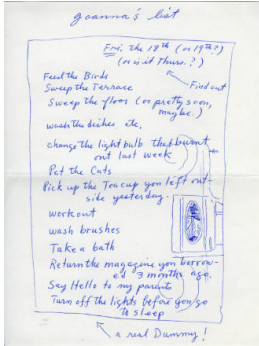 Joanna's list
Fri, the 18th (or 19th?)
(or is it Thurs.?)
Find out
Feed the Birds
Sweep the Terrace
Sweep the floor (or pretty soon,
maybe.)
wash the dishes, etc,
change the light bulb that burnt
out last week
Pet the Cats
Pick up the Teacup you left out-
side yesterday.
workout
wash brushes
Take a bath
Return the magazine you borrow-
ed 3 months ago.
Say Hello to my parents
Turn off the lights before you go
to sleep
a real Dummy!